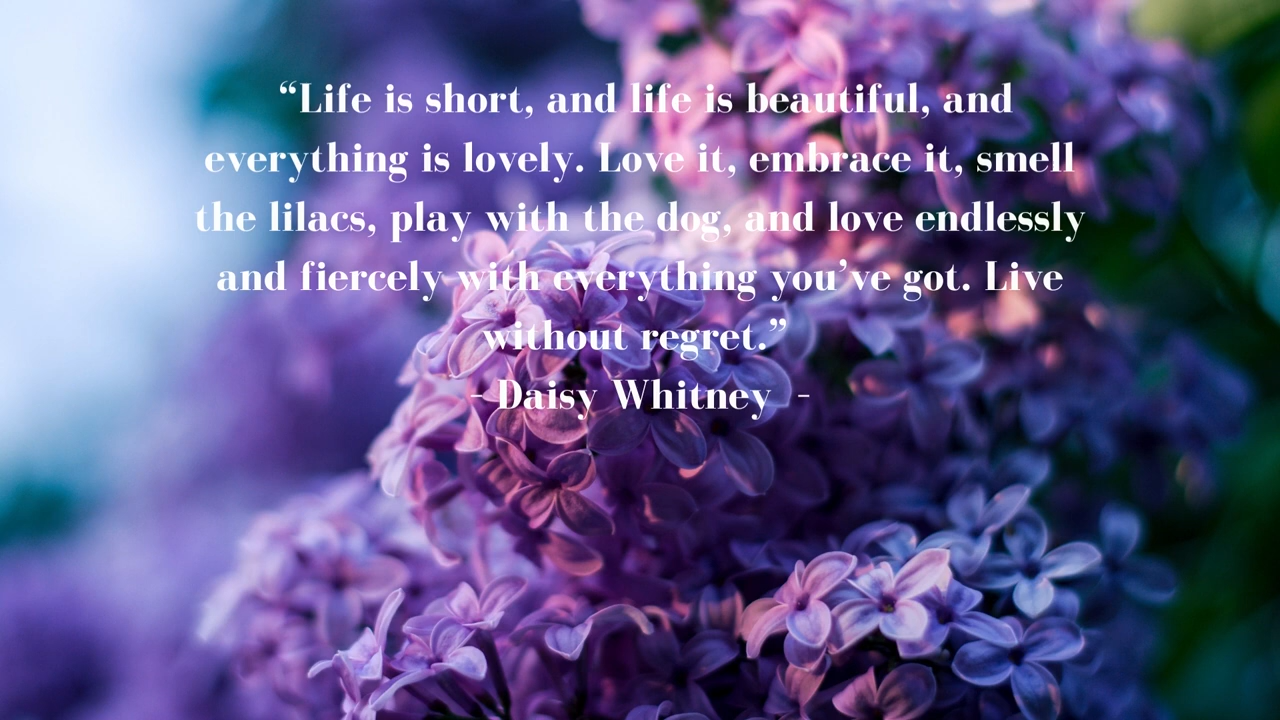 “Life is short, and life is beautiful, and
everything is lovely. Love it, embrace it, smell
the lilacs, play with the dog, and love endlessly
and fiercely with everything you’ve got. Live
without regret.”
- Daisy Whitney -